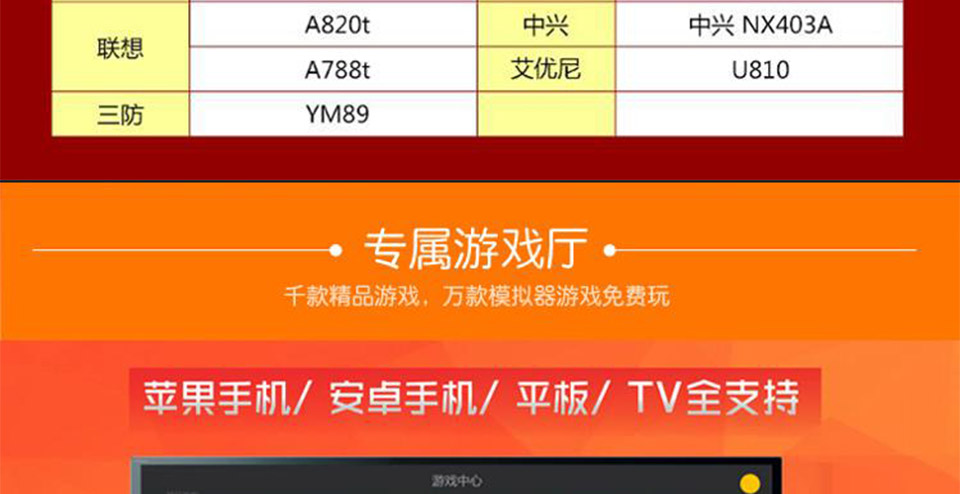 联想 A820t 中兴 中兴 NX403A
A788t 艾优尼 U810
三防 YM89
专属游戏厅
千款精品游戏，万款模拟器游戏免费玩
苹果手机/ 安卓手机/ 平板/ TV全支持
游戏中心